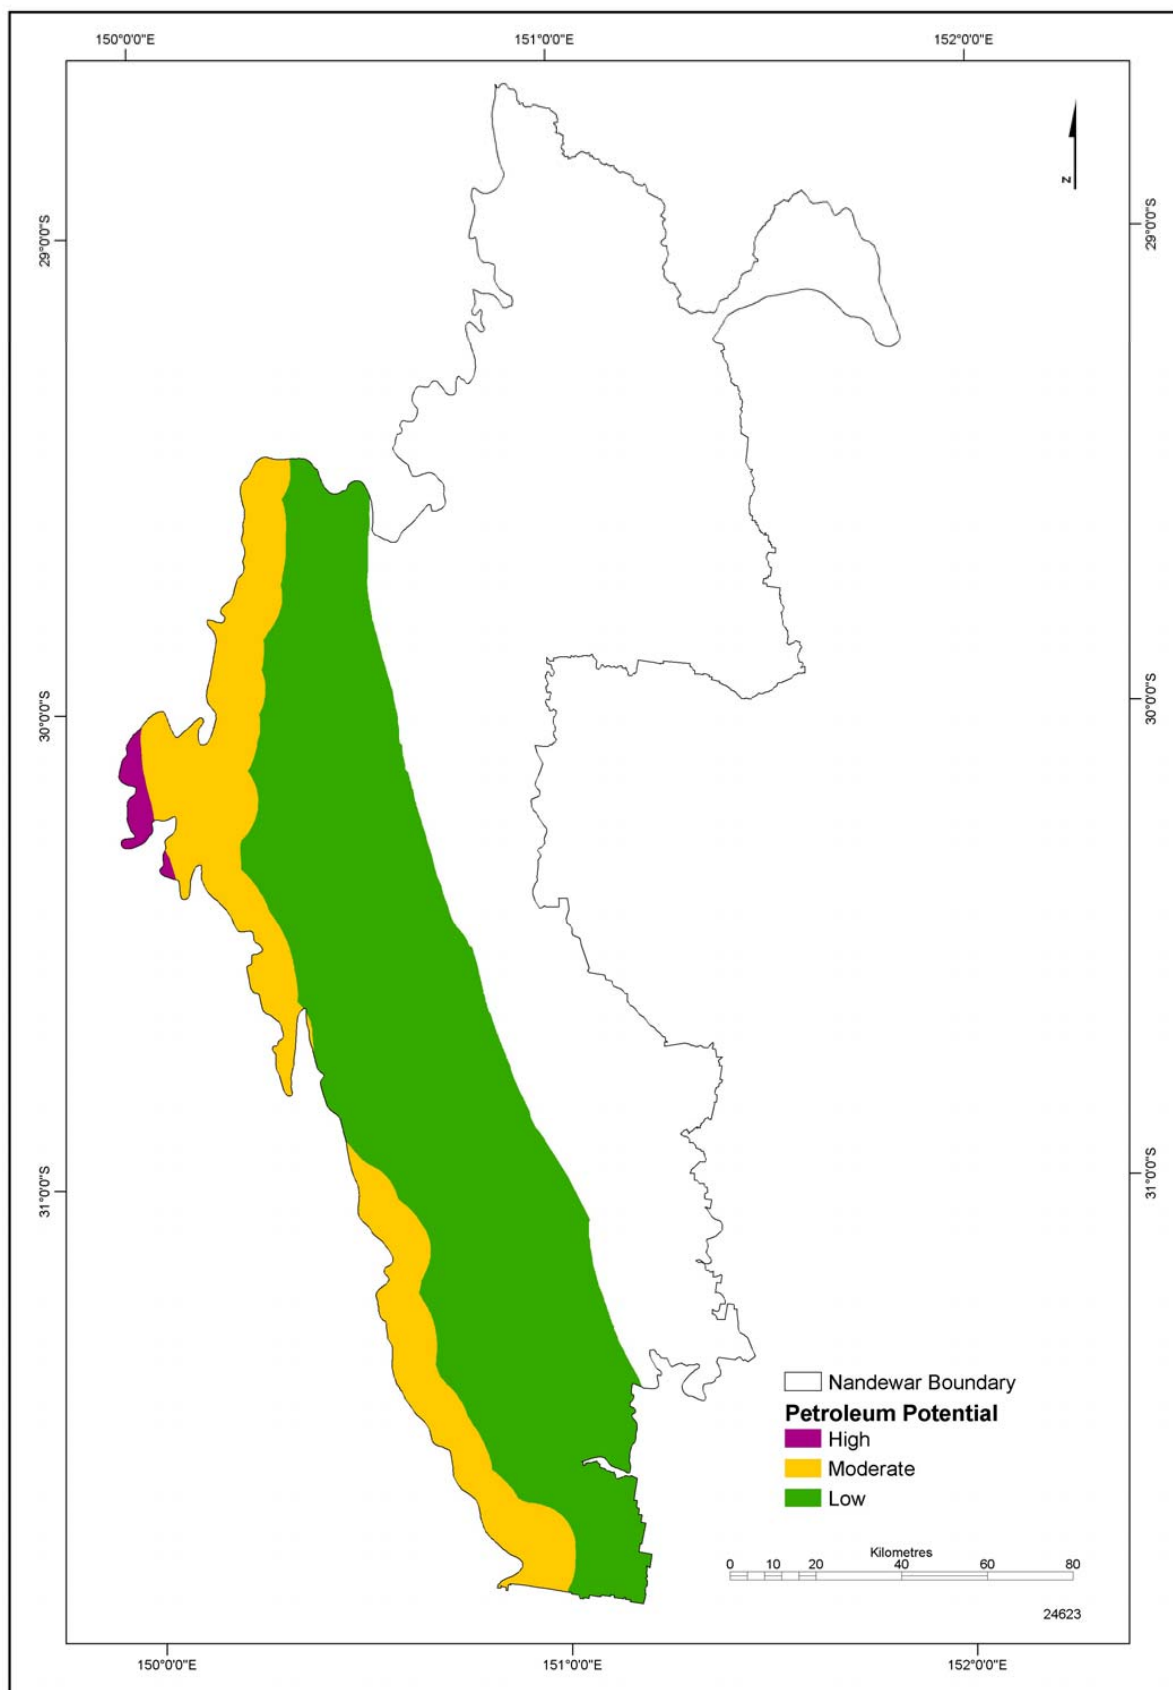 150°0'0"E 151°0'0"E 152°0'0"E
N
29°0'0"S 29°0'0"S
30°0'0"S 30°0'0"S
31°0'0"S 31°0'0"S
Nandewar Boundary
Petroleum Potential
High
Moderate
Low
Kilometres
0 10 20 40 60 80
24623
150°0'0"E 151°0'0"E 152°0'0"E